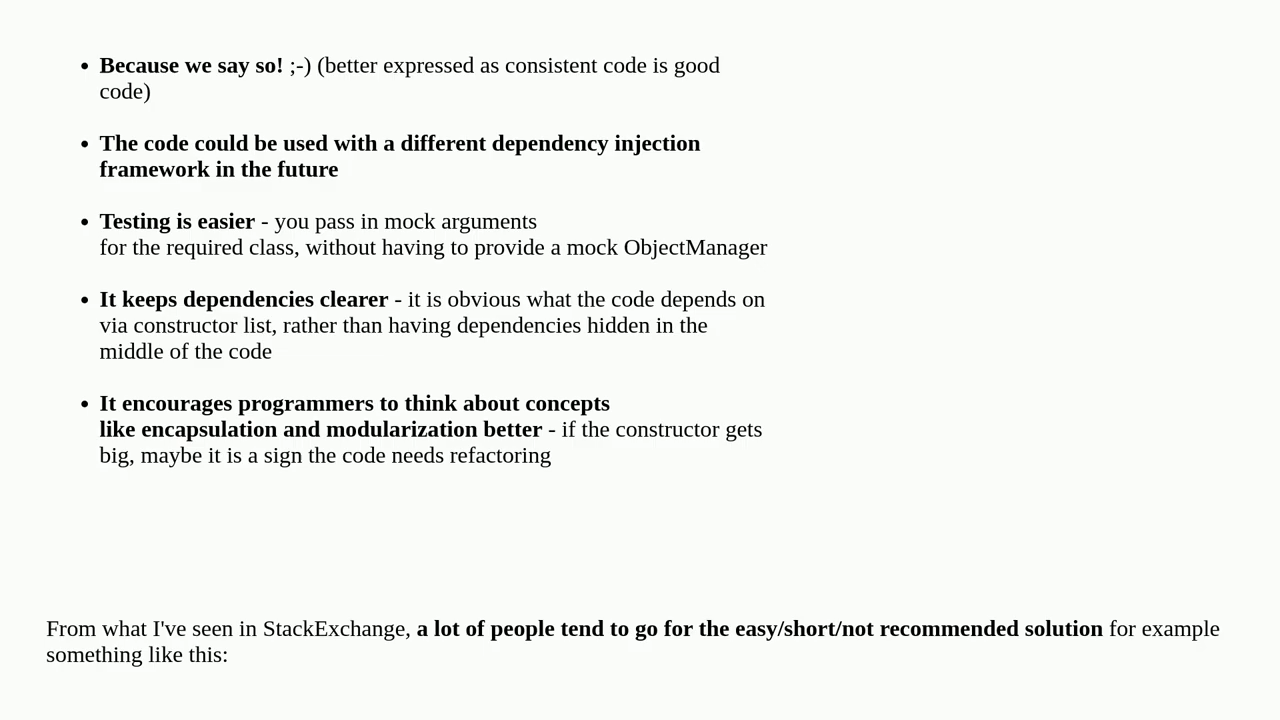 • Because we say so! ;-) (better expressed as consistent code is good
code)
• The code could be used with a different dependency injection
framework in the future
• Testing is easier - you pass in mock arguments
for the required class, without having to provide a mock ObjectManager
• It keeps dependencies clearer - it is obvious what the code depends on
via constructor list, rather than having dependencies hidden in the
middle of the code
• It encourages programmers to think about concepts
like encapsulation and modularization better - if the constructor gets
big, maybe it is a sign the code needs refactoring
From what I've seen in StackExchange, a lot of people tend to go for the easy/short/not recommended solution for example
something like this: